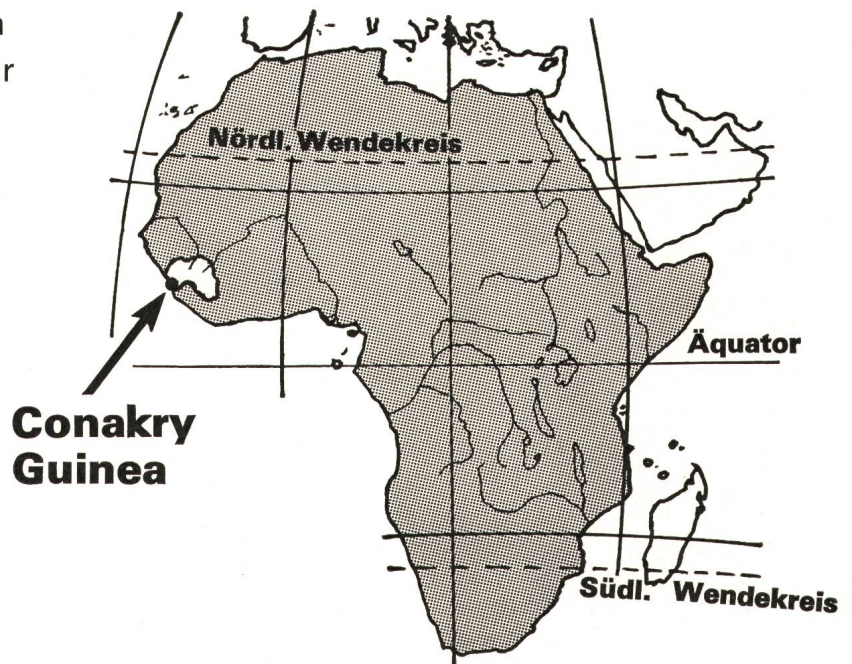 r
Nördl. Wendekreis
Äquator
Conakry
Guinea
Südl. Wendekreis